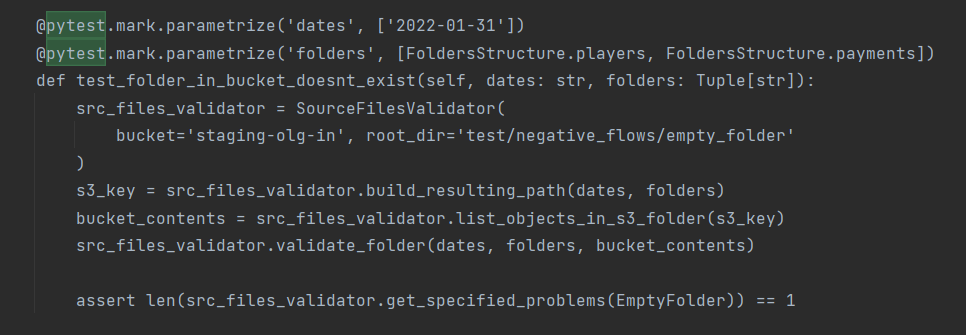 @pytest.mark.parametrize('dates', ['2022-01-31'])
@pytest.mark.parametrize('folders', [FoldersStructure.players, FoldersStructure.payments])
def test_folder_in_bucket_doesnt_exist(self, dates: str, folders: Tuple[str]):
    src_files_validator = SourceFilesValidator(
        bucket='staging-olg-in', root_dir='test/negative_flows/empty_folder'
    )
    s3_key = src_files_validator.build_resulting_path(dates, folders)
    bucket_contents = src_files_validator.list_objects_in_s3_folder(s3_key)
    src_files_validator.validate_folder(dates, folders, bucket_contents)
    assert len(src_files_validator.get_specified_problems(EmptyFolder)) == 1